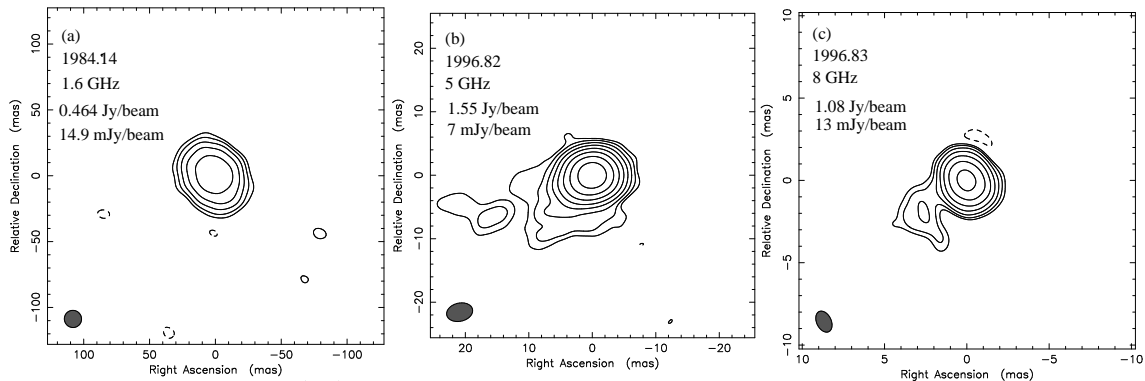 (a)
1984.14
1.6 GHz
0.464 Jy/beam
14.9 mJy/beam
Relative Declination (mas)
100
50
0
−50
−100
100 50 0 −50 −100
Right Ascension (mas)
(b)
1996.82
5 GHz
1.55 Jy/beam
7 mJy/beam
Relative Declination (mas)
20
10
0
−10
−20
20 10 0 −10 −20
Right Ascension (mas)
(c)
1996.83
8 GHz
1.08 Jy/beam
13 mJy/beam
Relative Declination (mas)
10
5
0
−5
−10
10 5 0 −5 −10
Right Ascension (mas)